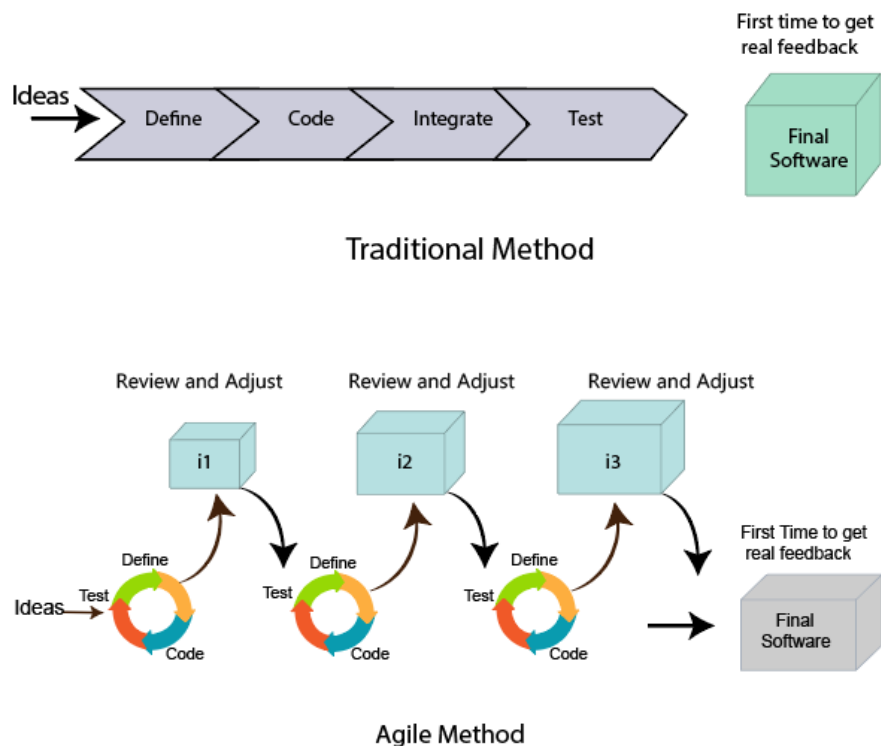 First time to get
real feedback
Ideas
Define
Code
Integrate
Test
Final
Software
Traditional Method
Review and Adjust
Review and Adjust
Review and Adjust
i1
i2
i3
First Time to get
real feedback
Define
Define
Define
Ideas
Test
Test
Test
Code
Code
Code
Final
Software
Agile Method